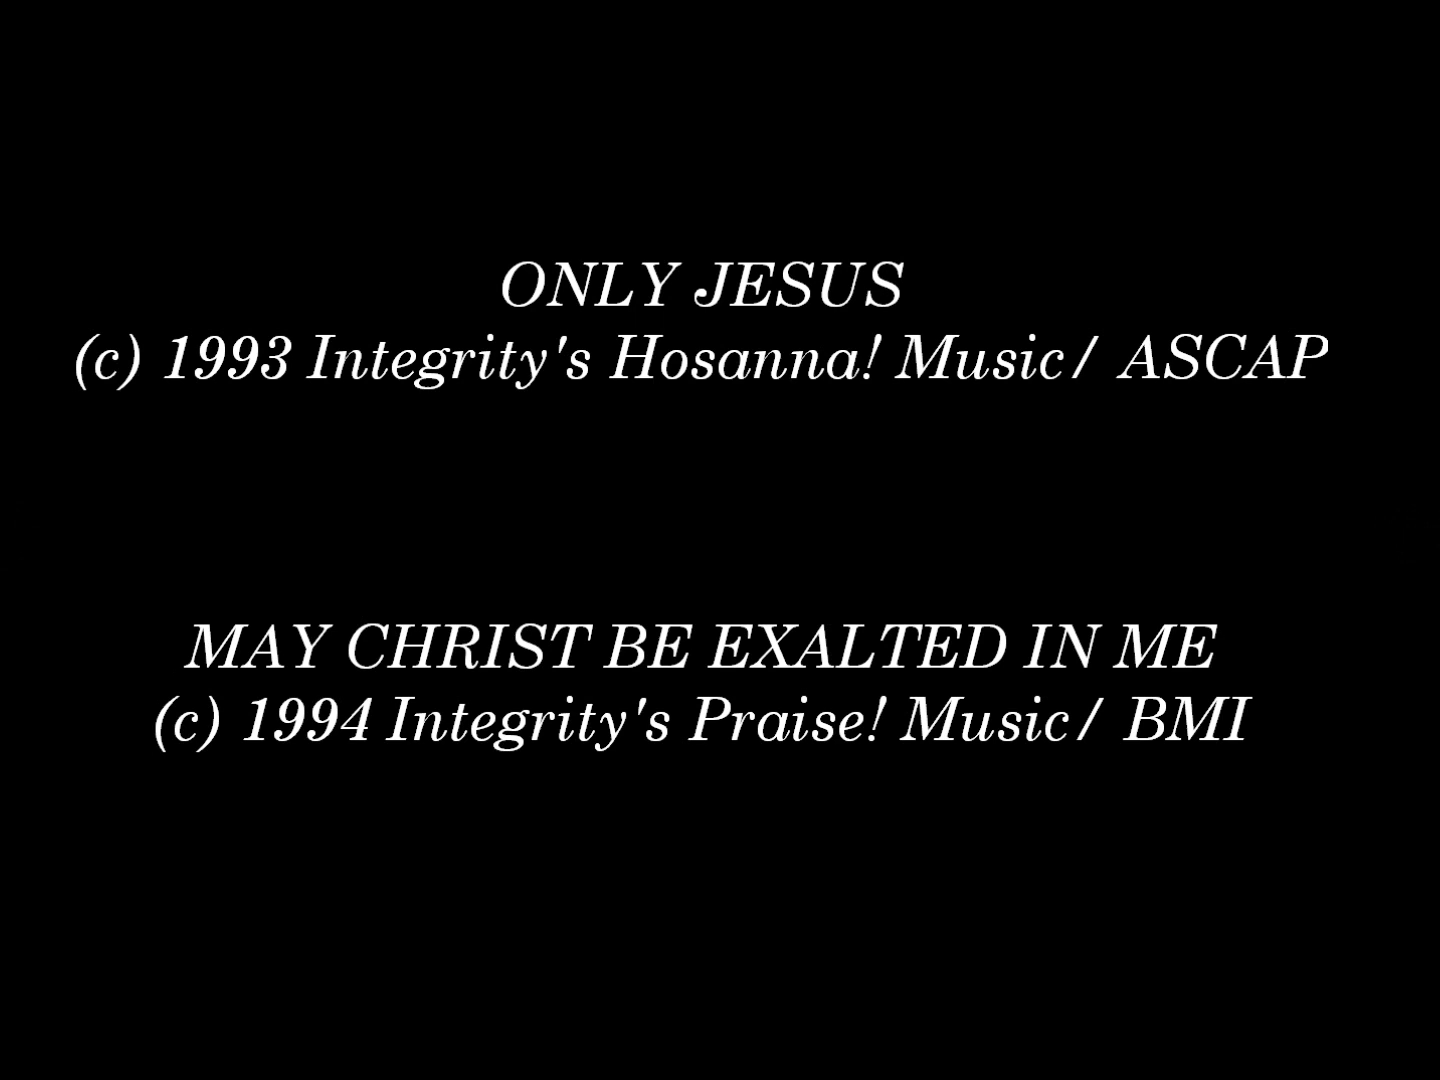 ONLY JESUS
(c) 1993 Integrity's Hosanna! Music/ ASCAP
MAY CHRIST BE EXALTED IN ME
(c) 1994 Integrity's Praise! Music/ BMI